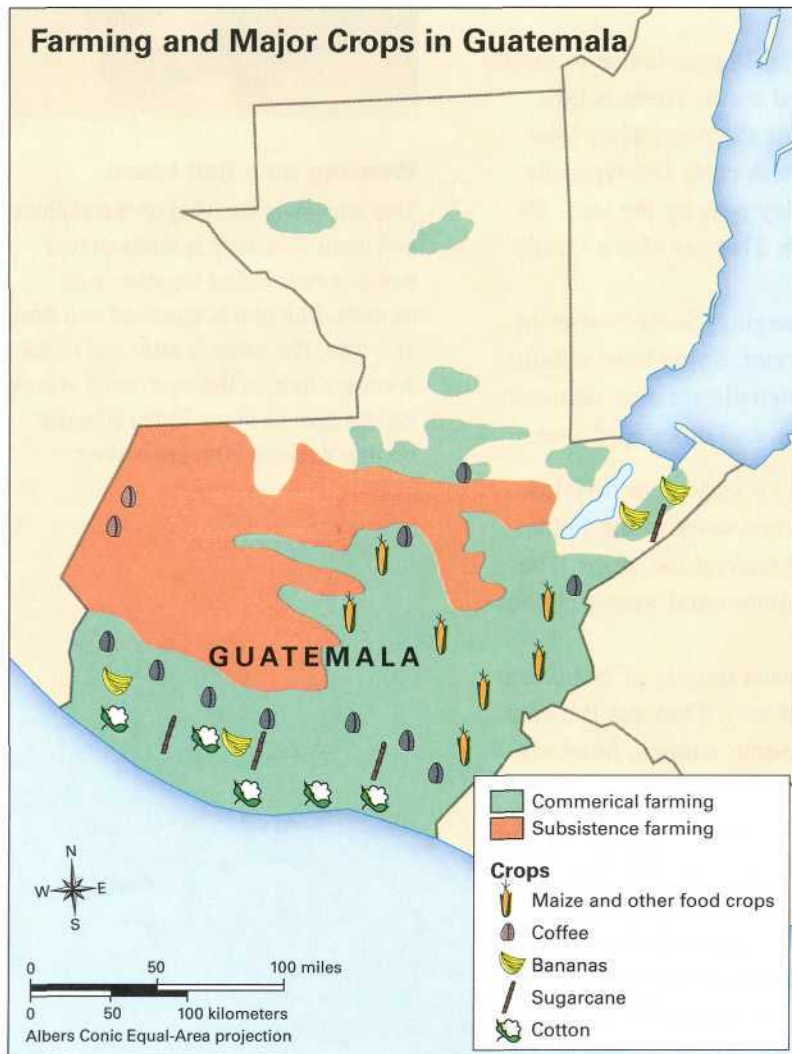 Farming and Major Crops in Guatemala
GUATEMALA
Commerical farming
Subsistence farming
Crops
Maize and other food crops
Coffee
Bananas
Sugarcane
Cotton
N
W E
S
0 50 100 miles
0 50 100 kilometers
Albers Conic Equal-Area projection